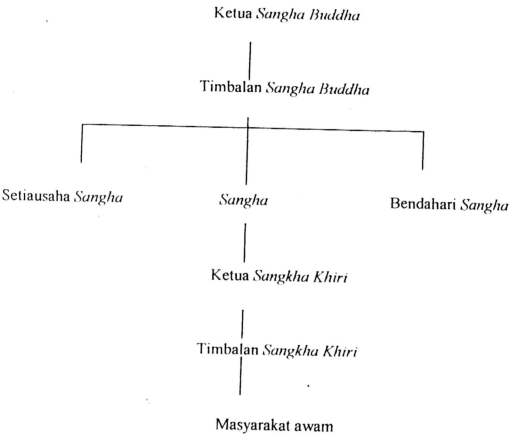 Ketua Sangha Buddha
Timbalan Sangha Buddha
Setiausaha Sangha
Sangha
Bendahari Sangha
Ketua Sangkha Khiri
Timbalan Sangkha Khiri
Masyarakat awam